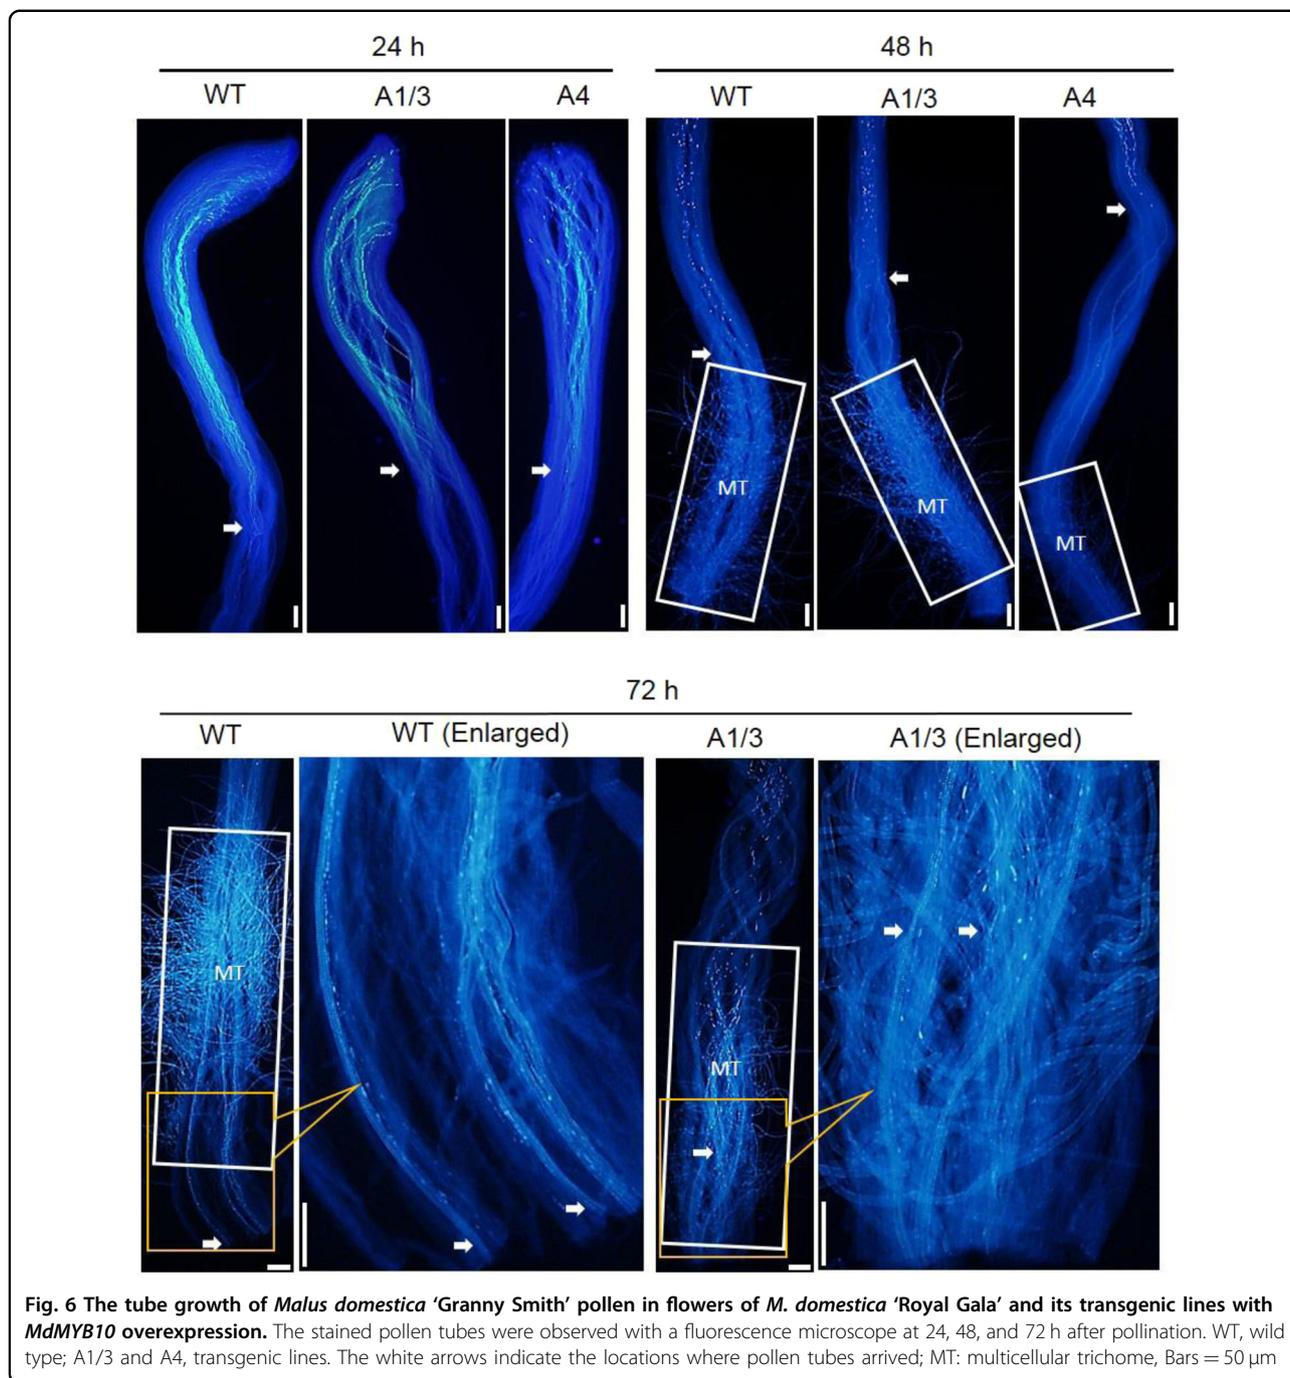 24 h
48 h
WT
A1/3
A4
WT
A1/3
A4
MT
MT
MT
72 h
WT
WT (Enlarged)
A1/3
A1/3 (Enlarged)
MT
MT
Fig. 6 The tube growth of Malus domestica ‘Granny Smith’ pollen in flowers of M. domestica ‘Royal Gala’ and its transgenic lines with
MdMYB10 overexpression. The stained pollen tubes were observed with a fluorescence microscope at 24, 48, and 72 h after pollination. WT, wild
type; A1/3 and A4, transgenic lines. The white arrows indicate the locations where pollen tubes arrived; MT: multicellular trichome, Bars = 50 µm